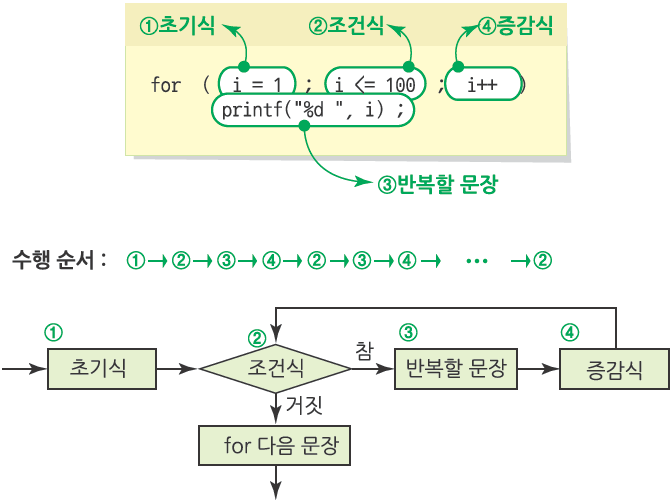 ①초기식 ②조건식 ④증감식
for ( i = 1 ; i <= 100 ; i++ )
printf("%d ", i) ;
③반복할 문장
수행 순서 : ① → ② → ③ → ④ → ② → ③ → ④ → ••• → ②
① ② ③ ④
초기식 조건식 참 반복할 문장 증감식
거짓
for 다음 문장